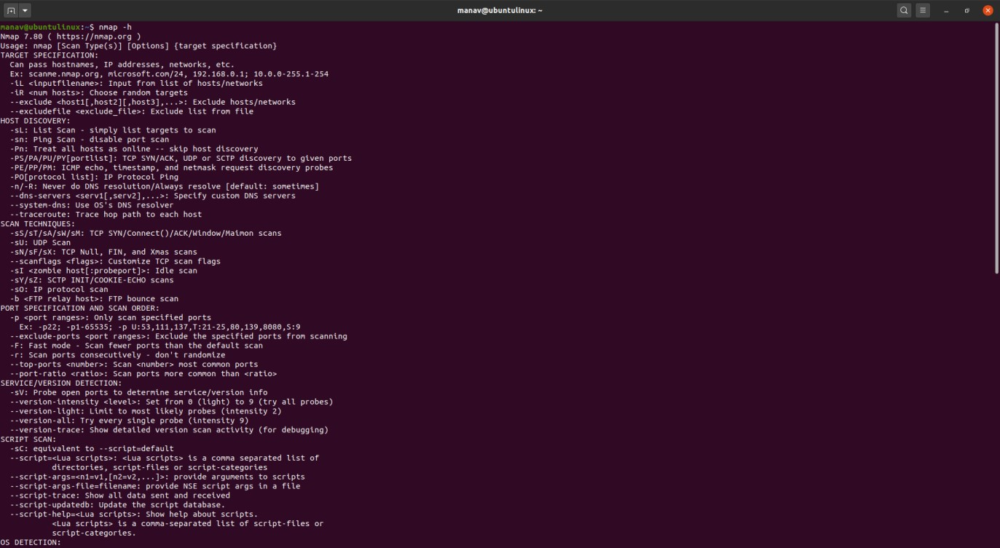 manav@ubuntulinux: ~
manav@ubuntulinux:~$ nmap -h
Nmap 7.80 ( https://nmap.org )
Usage: nmap [Scan Type(s)] [Options] {target specification}
TARGET SPECIFICATION:
  Can pass hostnames, IP addresses, networks, etc.
  Ex: scanme.nmap.org, microsoft.com/24, 192.168.0.1; 10.0.0-255.1-254
  -iL <inputfilename>: Input from list of hosts/networks
  -iR <num hosts>: Choose random targets
  --exclude <host1[,host2][,host3],...>: Exclude hosts/networks
  --excludefile <exclude_file>: Exclude list from file
HOST DISCOVERY:
  -sL: List Scan - simply list targets to scan
  -sn: Ping Scan - disable port scan
  -Pn: Treat all hosts as online -- skip host discovery
  -PS/PA/PU/PY[portlist]: TCP SYN/ACK, UDP or SCTP discovery to given ports
  -PE/PP/PM: ICMP echo, timestamp, and netmask request discovery probes
  -PO[protocol list]: IP Protocol Ping
  -n/-R: Never do DNS resolution/Always resolve [default: sometimes]
  --dns-servers <serv1[,serv2],...>: Specify custom DNS servers
  --system-dns: Use OS's DNS resolver
  --traceroute: Trace hop path to each host
SCAN TECHNIQUES:
  -sS/sT/sA/sW/sM: TCP SYN/Connect()/ACK/Window/Maimon scans
  -sU: UDP Scan
  -sN/sF/sX: TCP Null, FIN, and Xmas scans
  --scanflags <flags>: Customize TCP scan flags
  -sI <zombie host[:probeport]>: Idle scan
  -sY/sZ: SCTP INIT/COOKIE-ECHO scans
  -sO: IP protocol scan
  -b <FTP relay host>: FTP bounce scan
PORT SPECIFICATION AND SCAN ORDER:
  -p <port ranges>: Only scan specified ports
    Ex: -p22; -p1-65535; -p U:53,111,137,T:21-25,80,139,8080,S:9
  --exclude-ports <port ranges>: Exclude the specified ports from scanning
  -F: Fast mode - Scan fewer ports than the default scan
  -r: Scan ports consecutively - don't randomize
  --top-ports <number>: Scan <number> most common ports
  --port-ratio <ratio>: Scan ports more common than <ratio>
SERVICE/VERSION DETECTION:
  -sV: Probe open ports to determine service/version info
  --version-intensity <level>: Set from 0 (light) to 9 (try all probes)
  --version-light: Limit to most likely probes (intensity 2)
  --version-all: Try every single probe (intensity 9)
  --version-trace: Show detailed version scan activity (for debugging)
SCRIPT SCAN:
  -sC: equivalent to --script=default
  --script=<Lua scripts>: <Lua scripts> is a comma separated list of
           directories, script-files or script-categories
  --script-args=<n1=v1,[n2=v2,...]>: provide arguments to scripts
  --script-args-file=filename: provide NSE script args in a file
  --script-trace: Show all data sent and received
  --script-updatedb: Update the script database.
  --script-help=<Lua scripts>: Show help about scripts.
           <Lua scripts> is a comma-separated list of script-files or
           script-categories.
OS DETECTION: